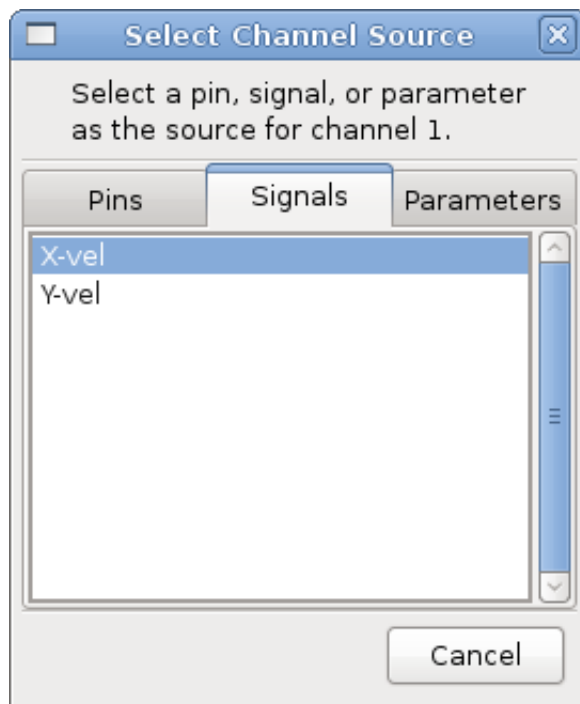 Select Channel Source
Select a pin, signal, or parameter
as the source for channel 1.
Pins Signals Parameters
X-vel
Y-vel
Cancel